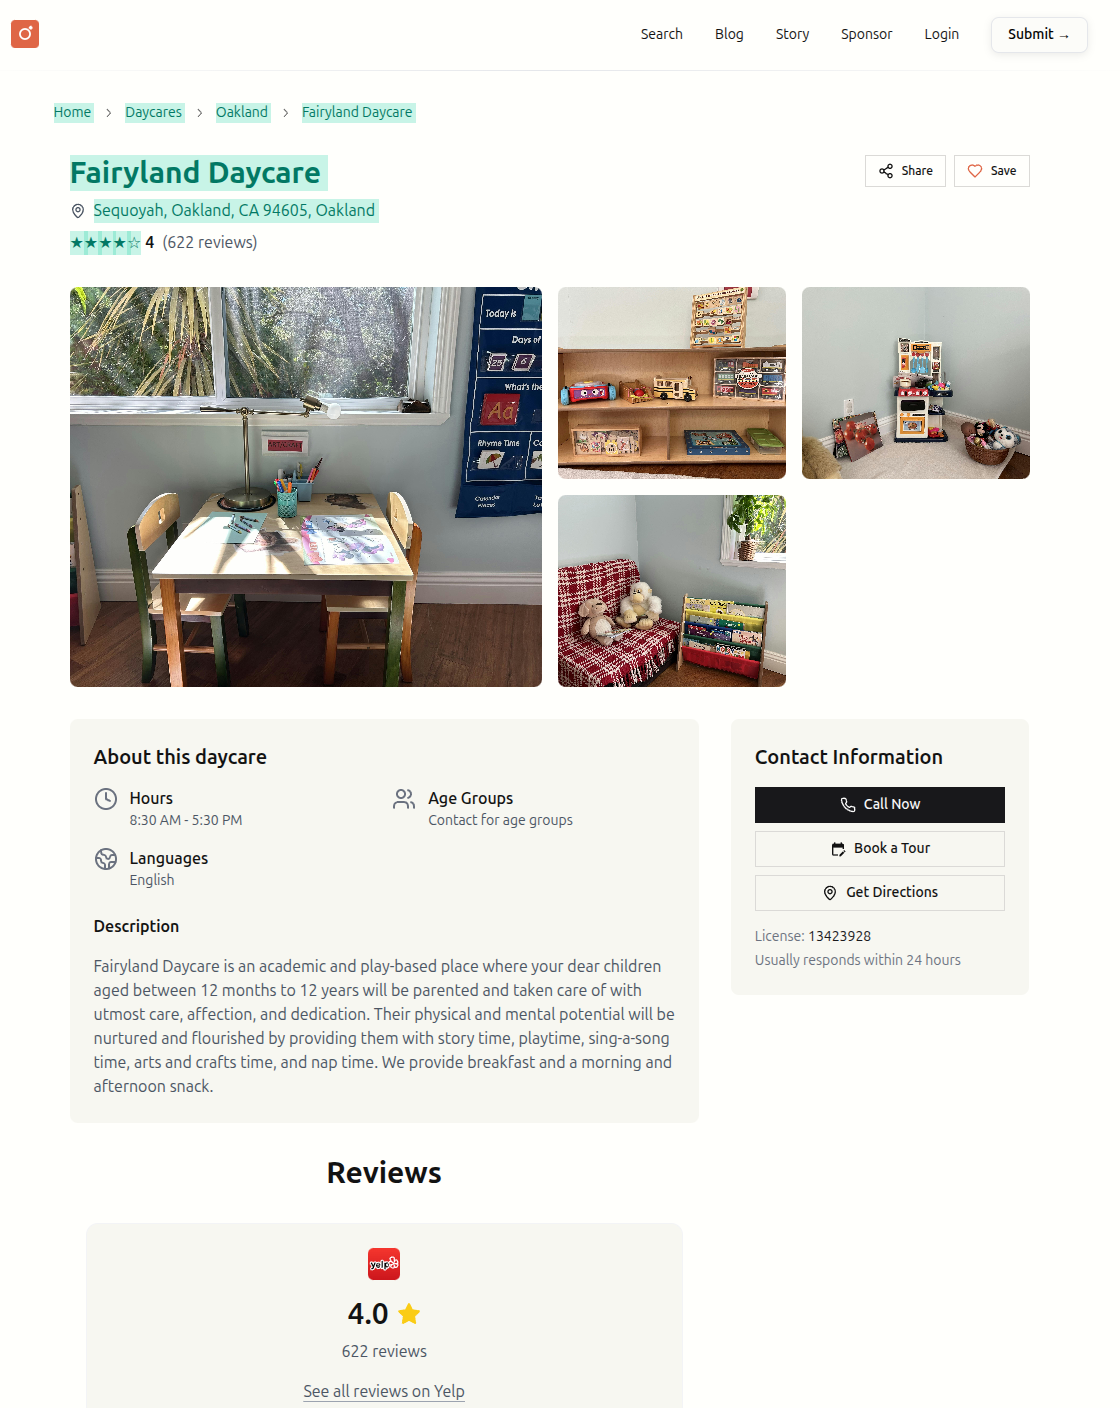 Search Blog Story Sponsor Login Submit →
Home > Daycares > Oakland > Fairyland Daycare
Fairyland Daycare
Share Save
Sequoyah, Oakland, CA 94605, Oakland
★★★★☆ 4 (622 reviews)
Today is
Days of
What's the
Aa
Rhyme Time
Calendar
About this daycare
Hours
8:30 AM - 5:30 PM
Age Groups
Contact for age groups
Languages
English
Description
Fairyland Daycare is an academic and play-based place where your dear children
aged between 12 months to 12 years will be parented and taken care of with
utmost care, affection, and dedication. Their physical and mental potential will be
nurtured and flourished by providing them with story time, playtime, sing-a-song
time, arts and crafts time, and nap time. We provide breakfast and a morning and
afternoon snack.
Contact Information
Call Now
Book a Tour
Get Directions
License: 13423928
Usually responds within 24 hours
Reviews
yelp
4.0
622 reviews
See all reviews on Yelp